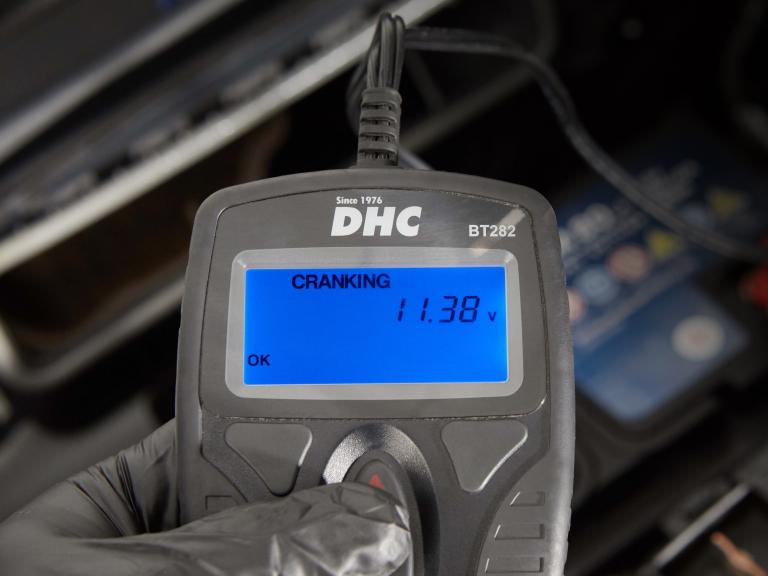 Since 1976
DHC
BT282
CRANKING
11.38 v
OK